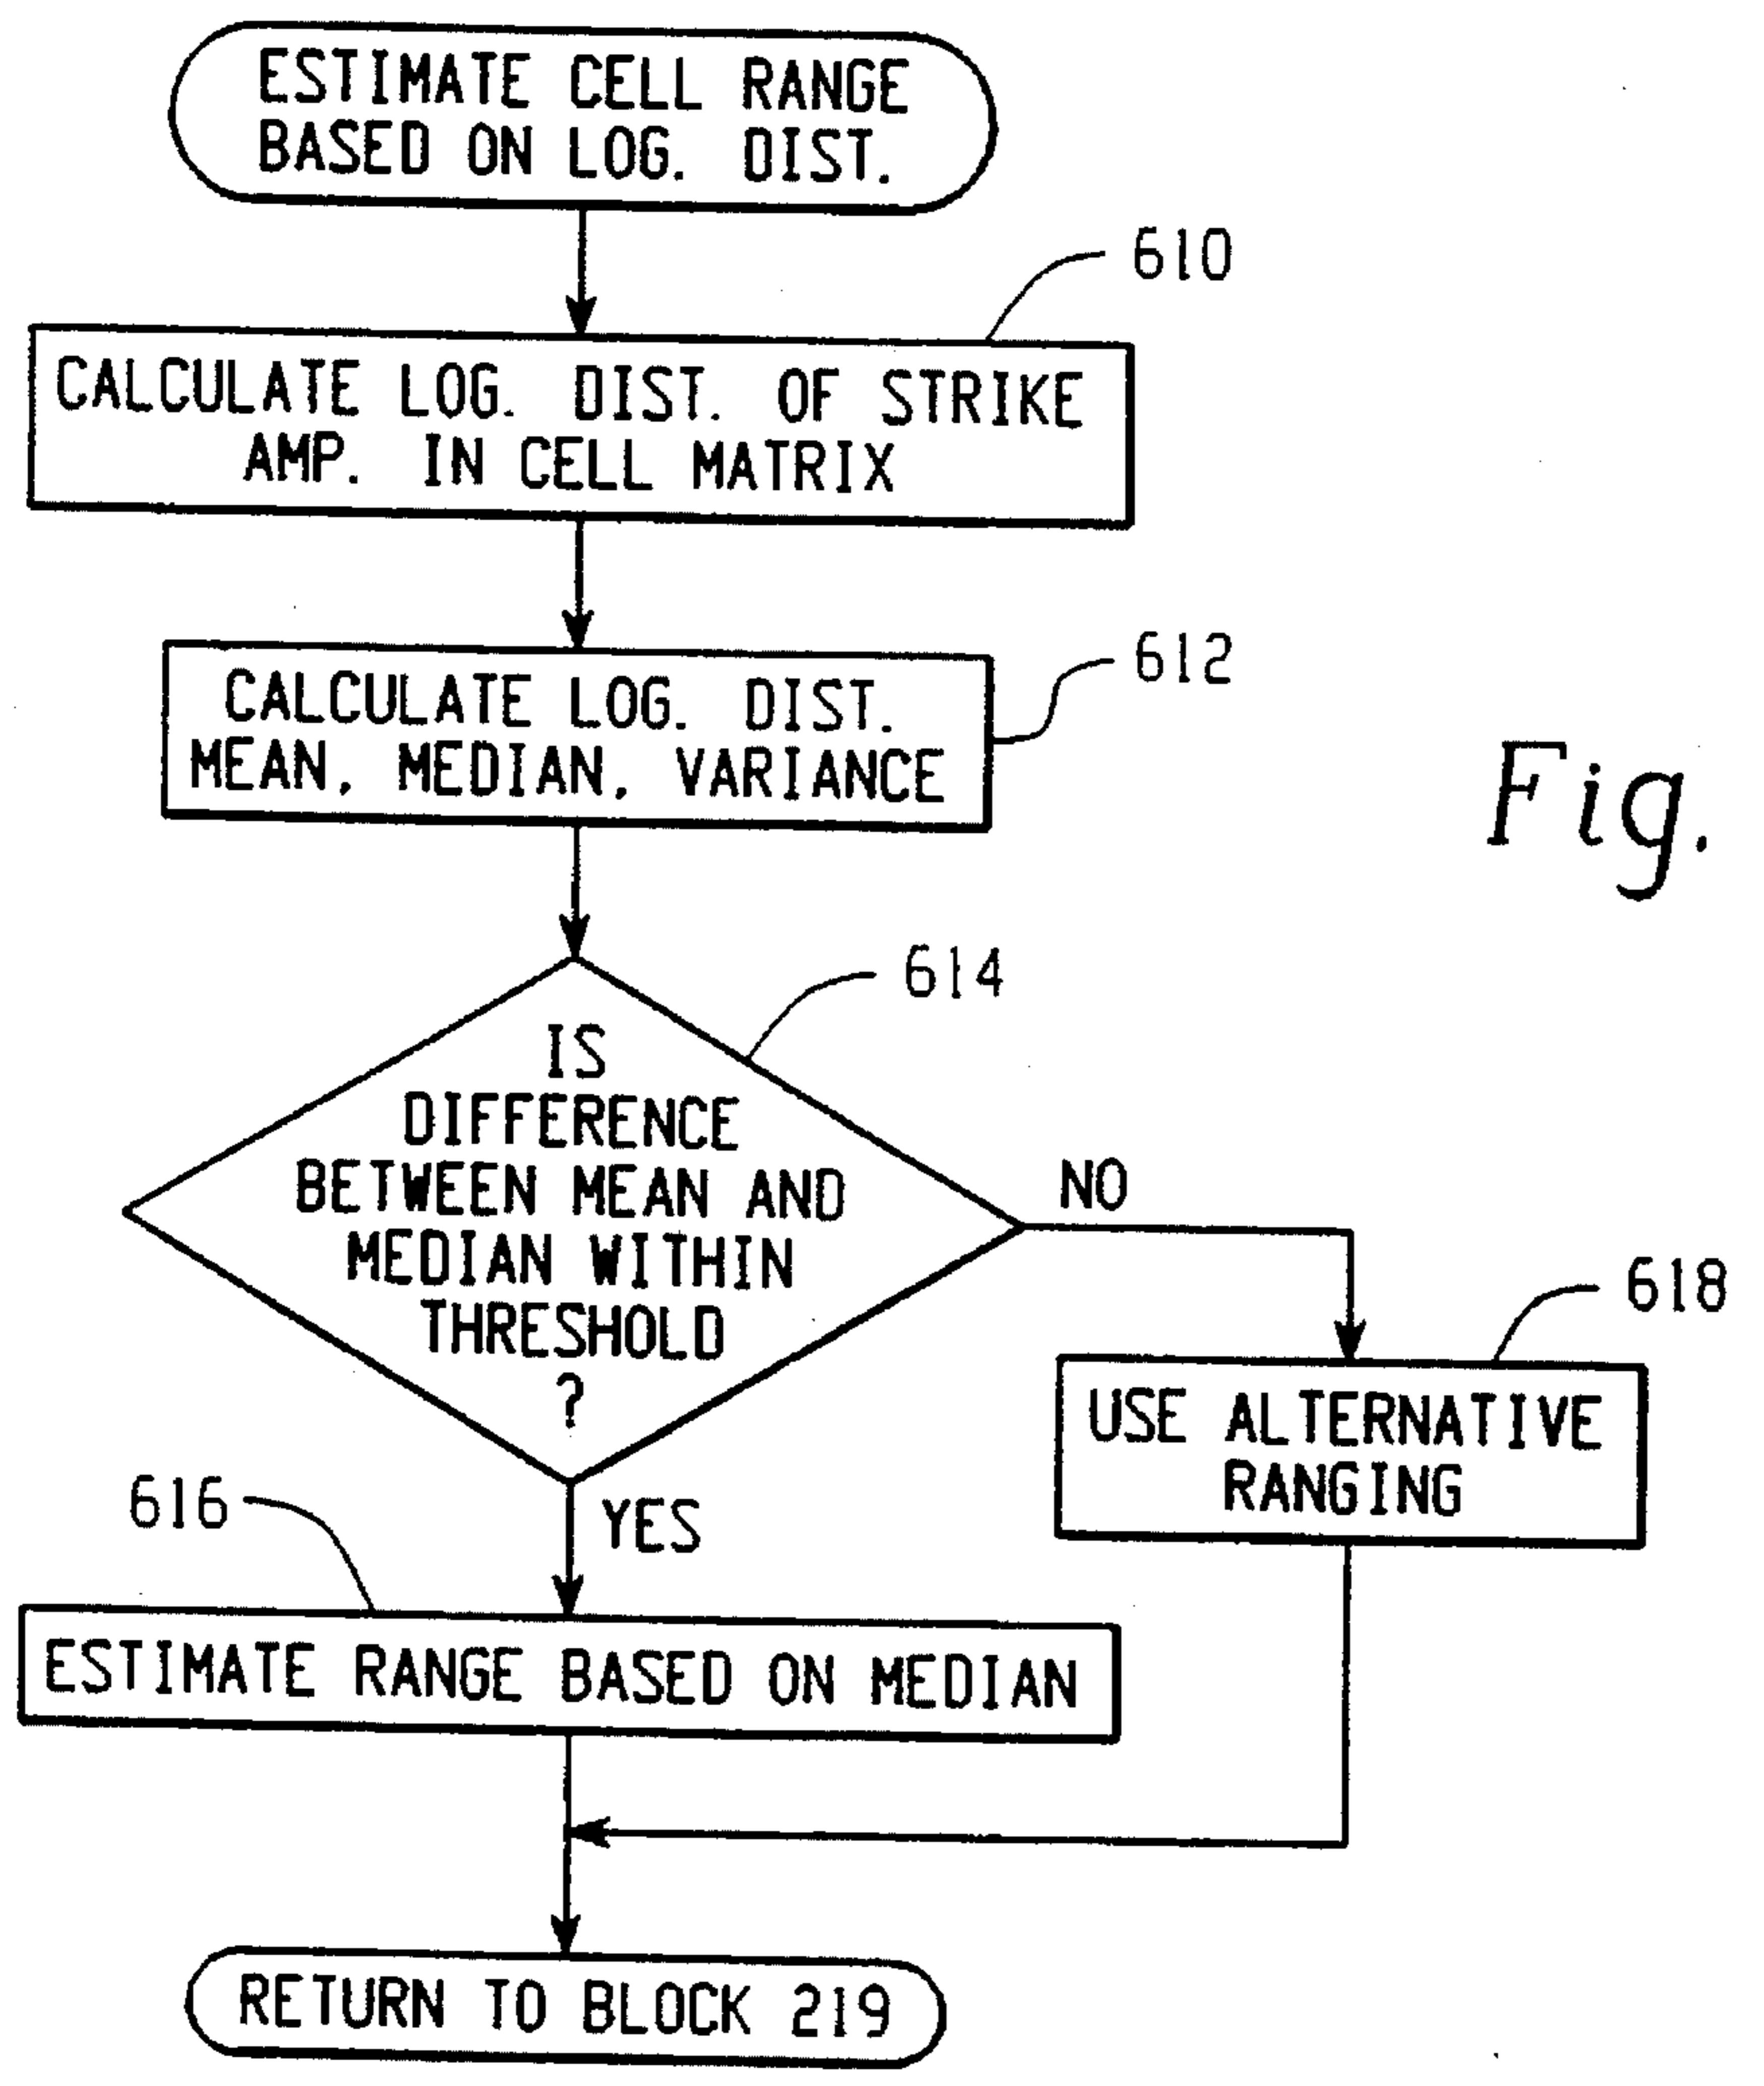 ESTIMATE CELL RANGE
BASED ON LOG. DIST.
610
CALCULATE LOG. DIST. OF STRIKE
AMP. IN CELL MATRIX
612
CALCULATE LOG. DIST.
MEAN, MEDIAN, VARIANCE
Fig.
614
IS
DIFFERENCE
BETWEEN MEAN AND
MEDIAN WITHIN
THRESHOLD
?
NO
618
USE ALTERNATIVE
RANGING
616
YES
ESTIMATE RANGE BASED ON MEDIAN
RETURN TO BLOCK 219